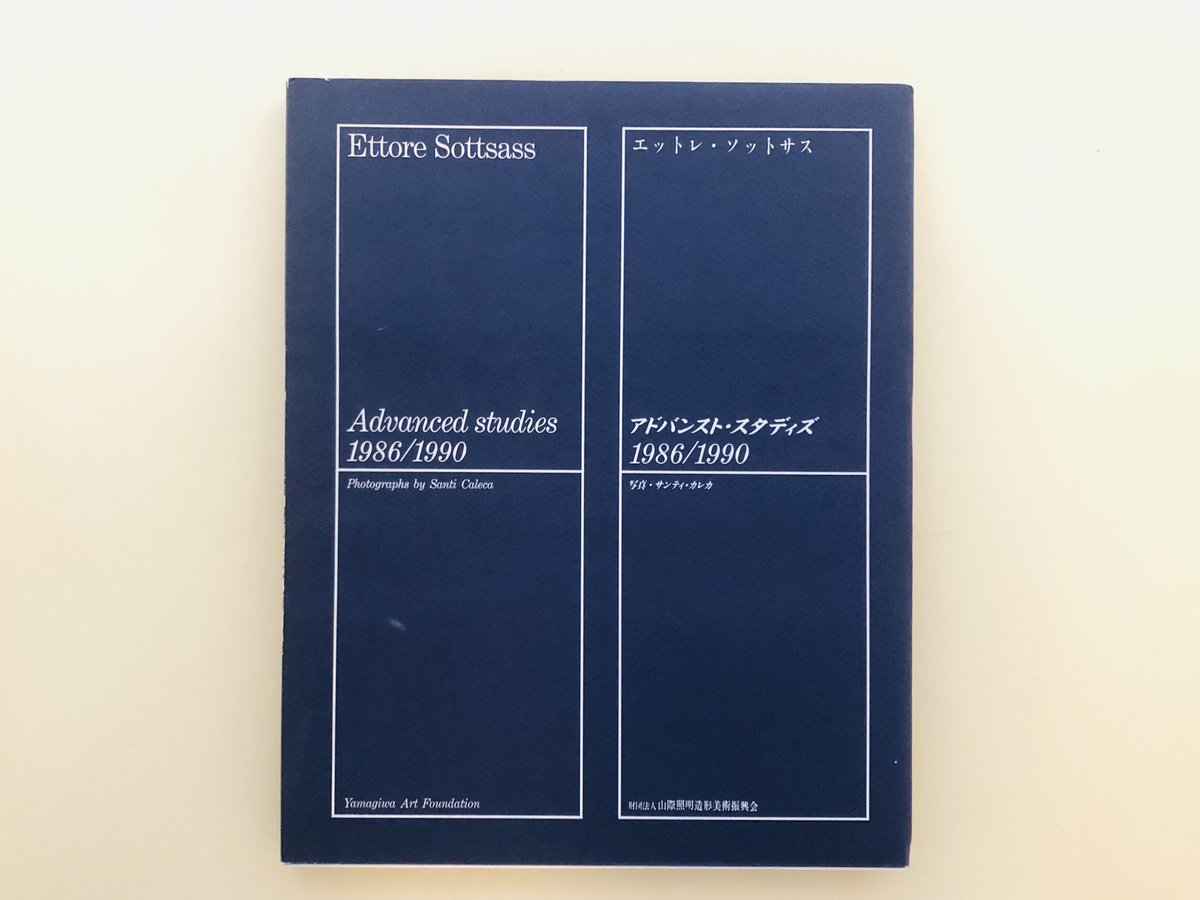 Ettore Sottsass
Advanced studies
1986/1990
Photographs by Santi Caleca
Yamagiwa Art Foundation
エットレ・ソットサス
アドバンスト・スタディズ
1986/1990
写真・サンティ・カレカ
財団法人 山際照明造形美術振興会